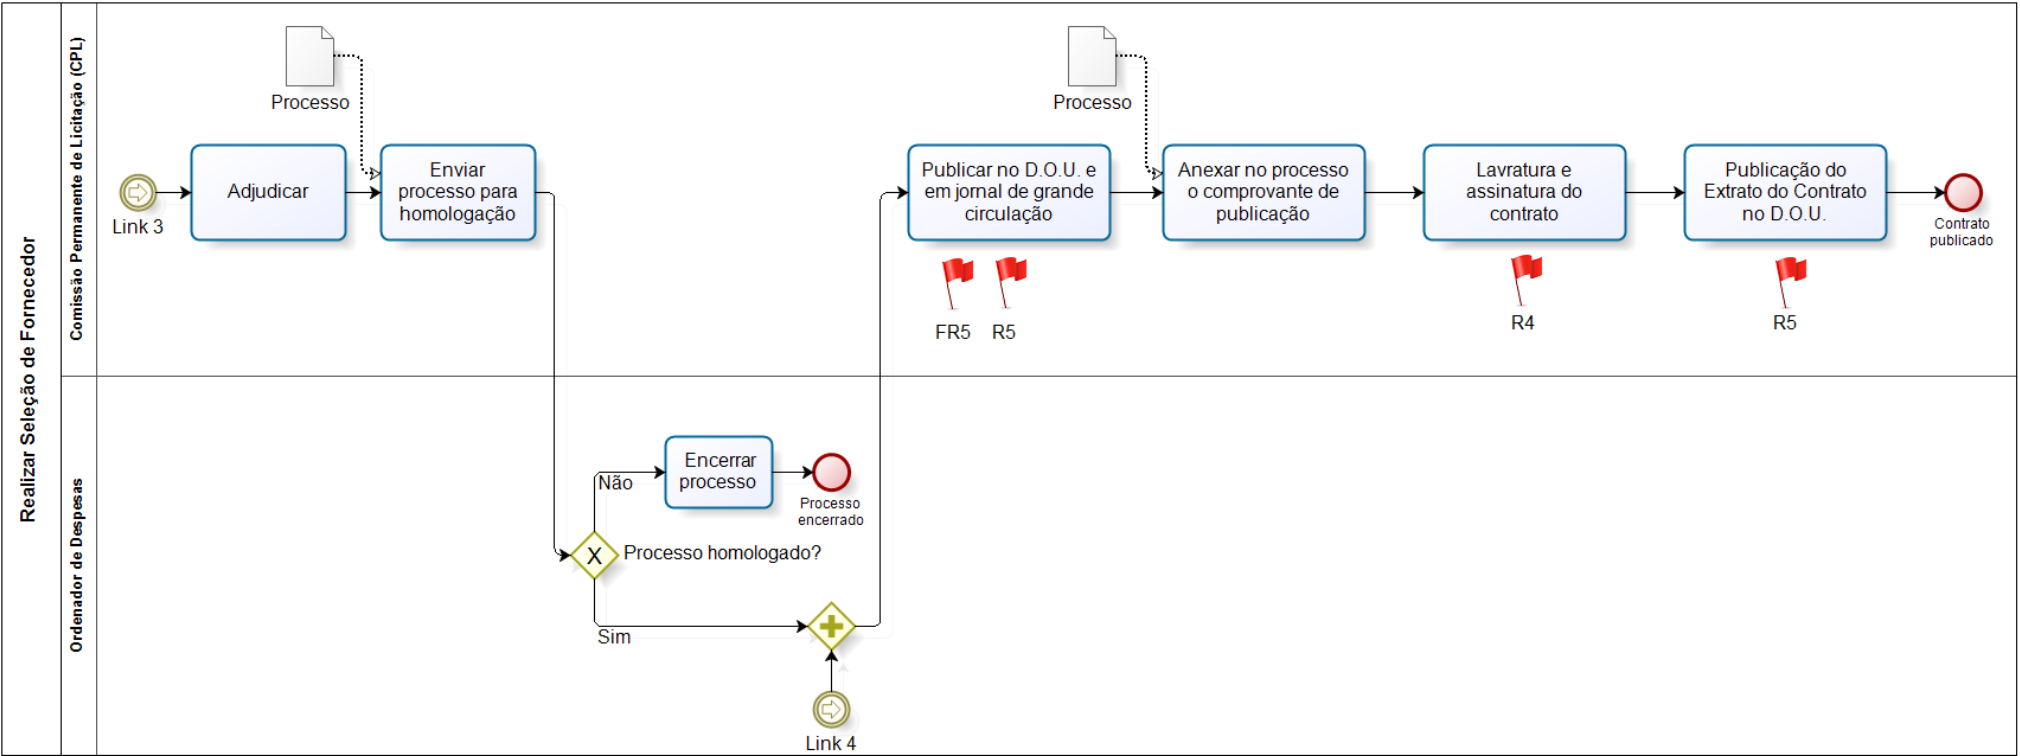 Realizar Seleção de Fornecedor
Comissão Permanente de Licitação (CPL)
Processo
Processo
Link 3
Adjudicar
Enviar
processo para
homologação
Publicar no D.O.U. e
em jornal de grande
circulação
Anexar no processo
o comprovante de
publicação
Lavratura e
assinatura do
contrato
Publicação do
Extrato do Contrato
no D.O.U.
Contrato
publicado
FR5
R5
R4
R5
Ordenador de Despesas
Não
Encerrar
processo
Processo
encerrado
X
Processo homologado?
Sim
Link 4